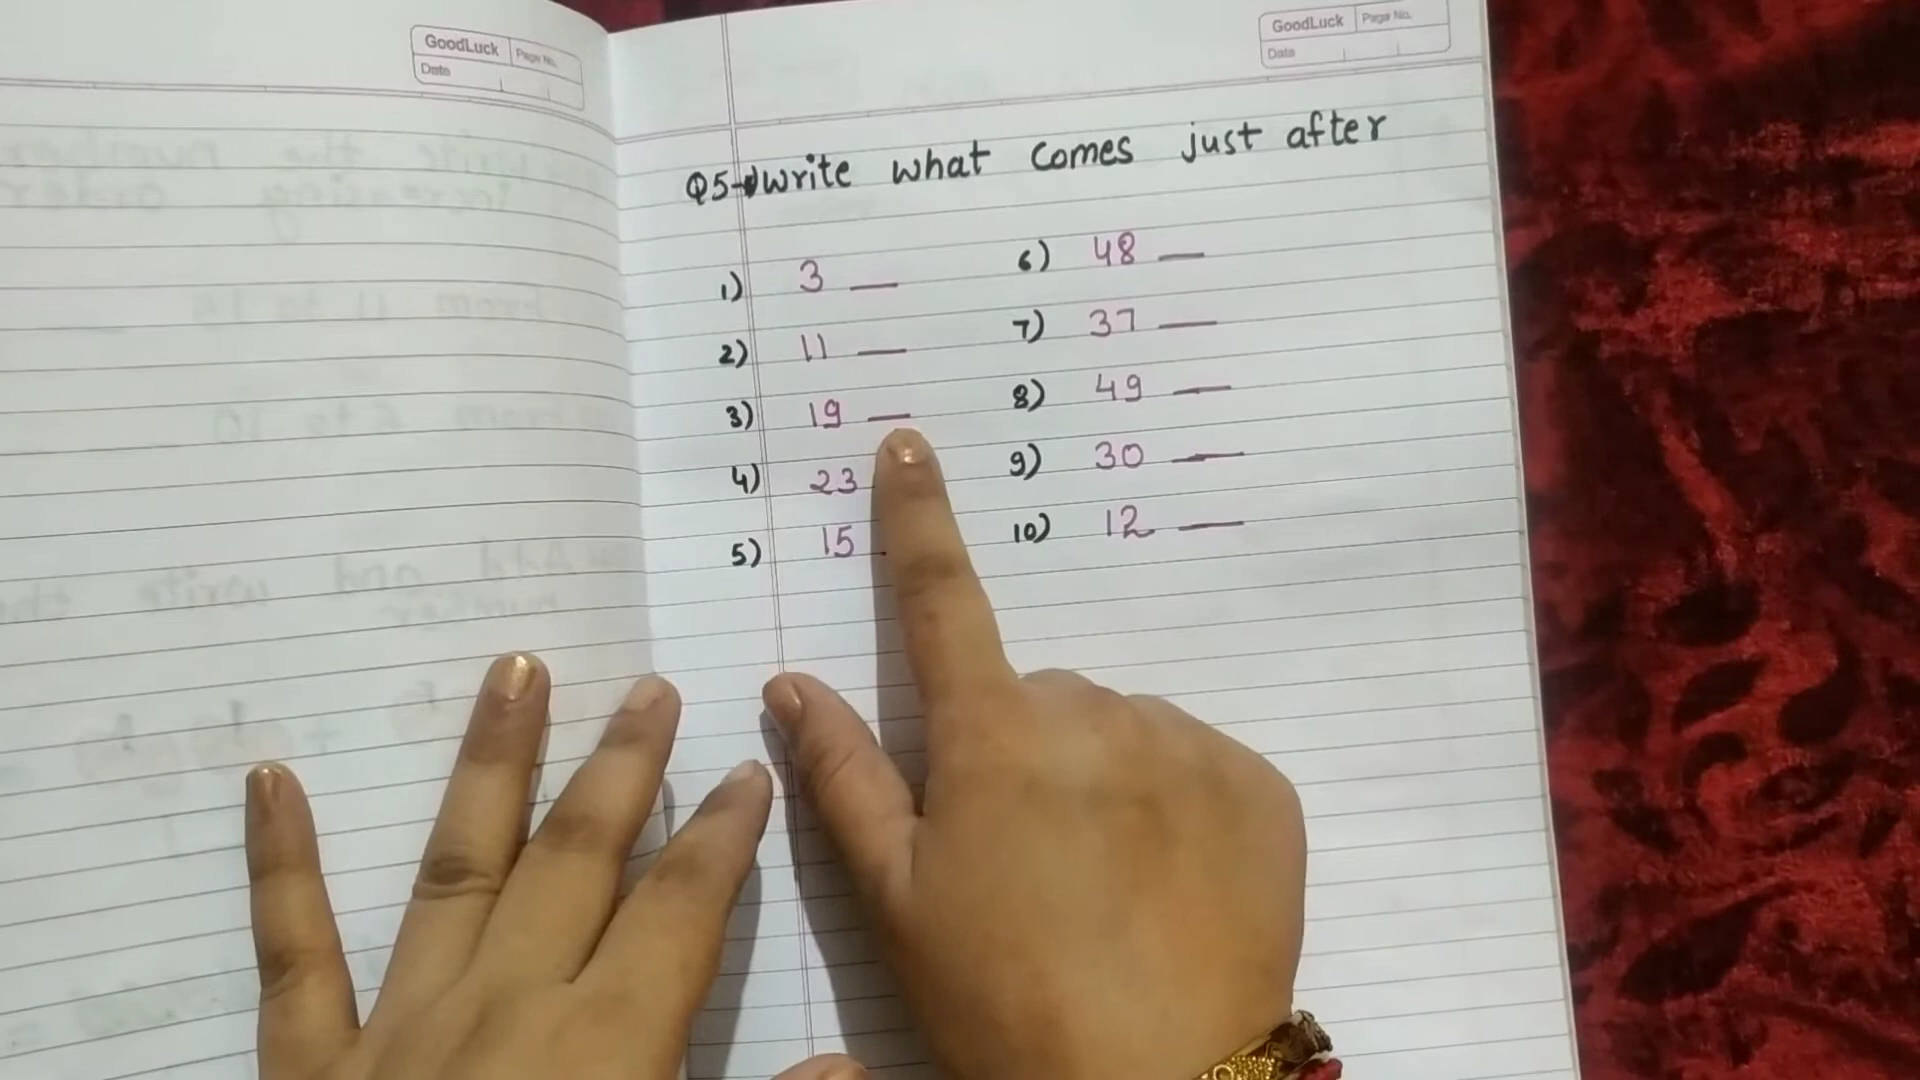 GoodLuck Page No.
Date
GoodLuck Page No.
Date
Q5- Write what comes just after
1) 3 __
2) 11 __
3) 19 __
4) 23
5) 15
6) 48 __
7) 37 __
8) 49 __
9) 30 __
10) 12 __